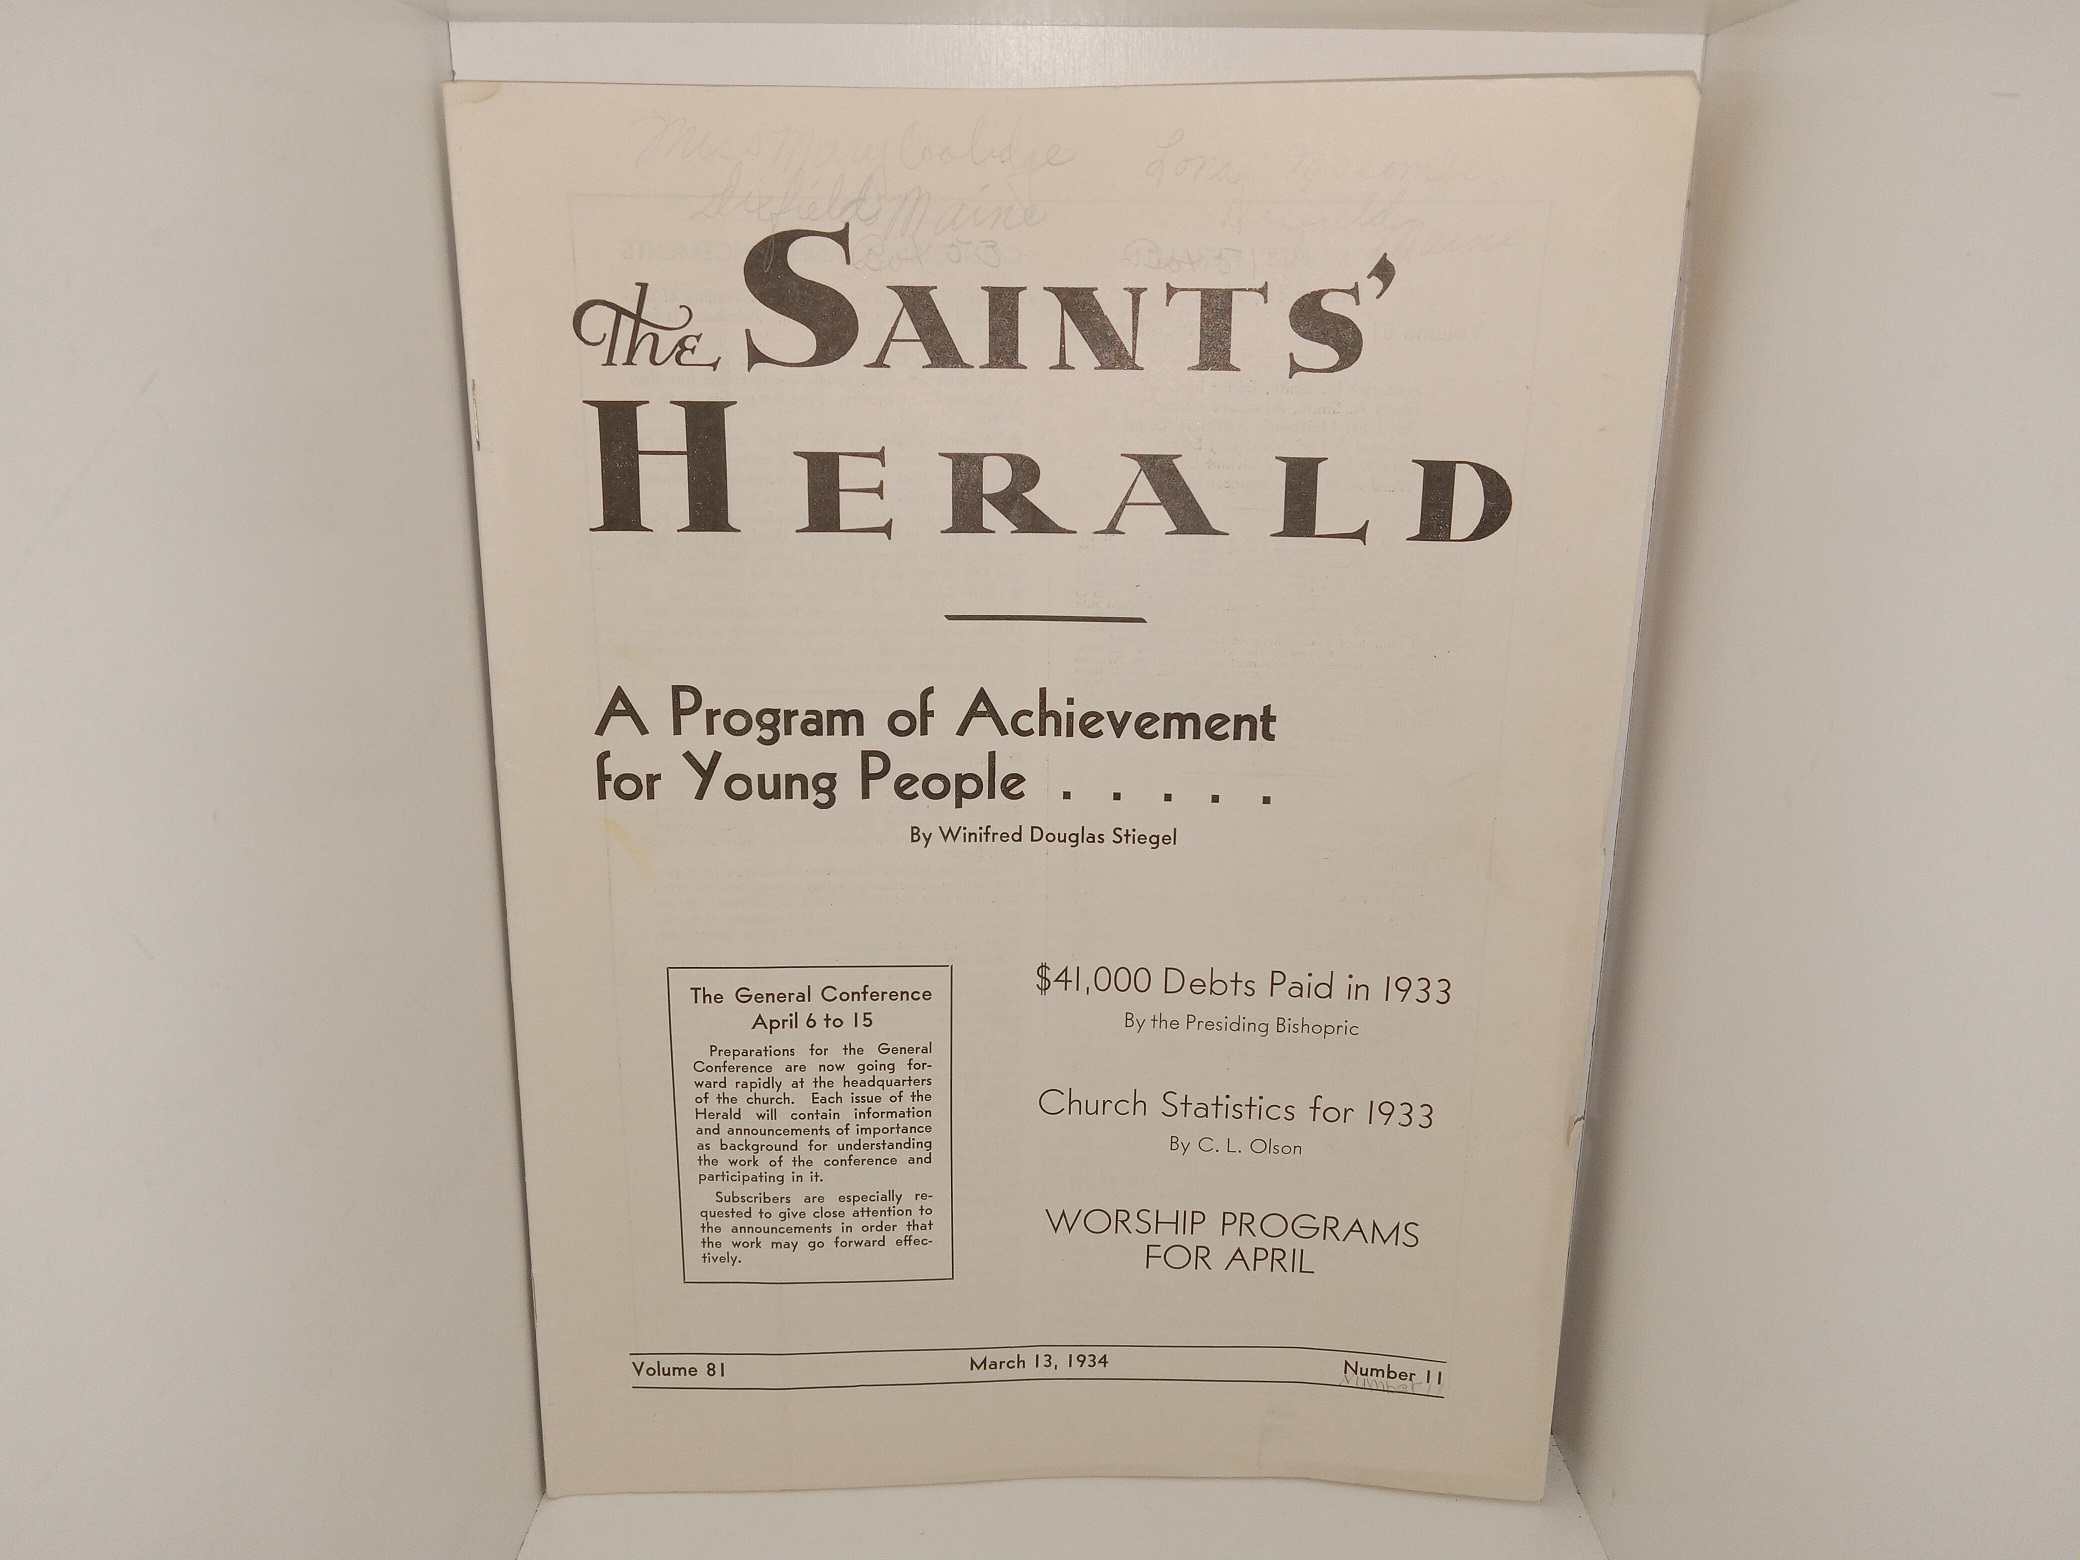 Miss Mary Coolidge
Dixfield, Maine
Box 53
Lona
Box
The SAINTS'
HERALD
A Program of Achievement
for Young People . . . . .
By Winifred Douglas Stiegel
The General Conference
April 6 to 15
Preparations for the General
Conference are now going for-
ward rapidly at the headquarters
of the church. Each issue of the
Herald will contain information
and announcements of importance
as background for understanding
the work of the conference and
participating in it.
Subscribers are especially re-
quested to give close attention to
the announcements in order that
the work may go forward effec-
tively.
$41,000 Debts Paid in 1933
By the Presiding Bishopric
Church Statistics for 1933
By C. L. Olson
WORSHIP PROGRAMS
FOR APRIL
Volume 81
March 13, 1934
Number 11
Number 11